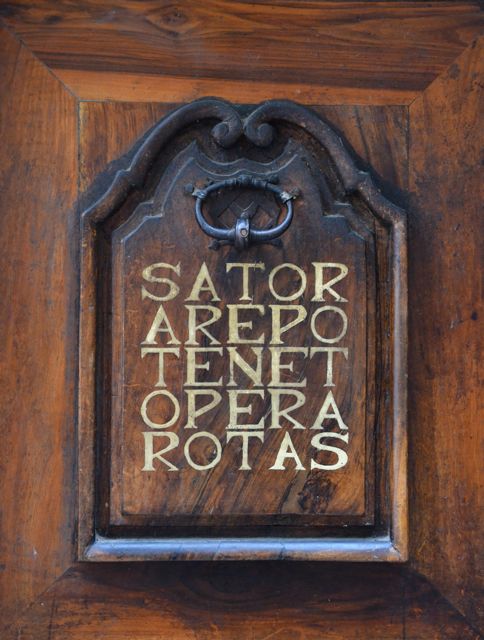 SATOR
AREPO
TENET
OPERA
ROTAS